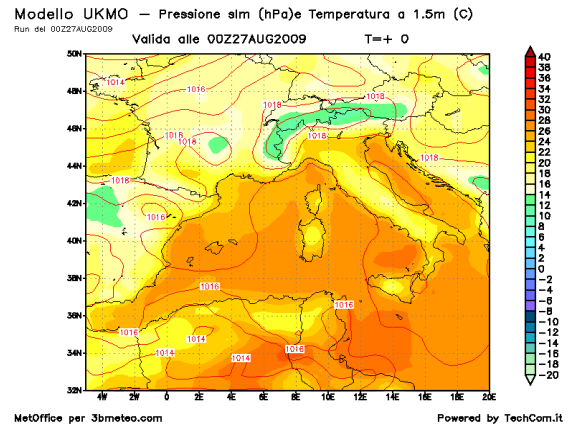 Modello UKMO – Pressione slm (hPa)e Temperatura a 1.5m (C)
Run del 00Z27AUG2009
Valida alle 00Z27AUG2009 T=+ 0
50N
48N
46N
44N
42N
40N
38N
36N
34N
32N
4W 2W 0 2E 4E 6E 8E 10E 12E 14E 16E 18E 20E
1014
1016
1018
1018
1018
1018
1018
1018
1016
1016
1016
1016
1016
1014
1014
1016
40
38
36
34
32
30
28
26
24
22
20
18
16
14
12
10
8
6
4
2
0
-2
-4
-6
-8
-10
-12
-14
-16
-18
-20
MetOffice per 3bmeteo.com
Powered by TechCom.it